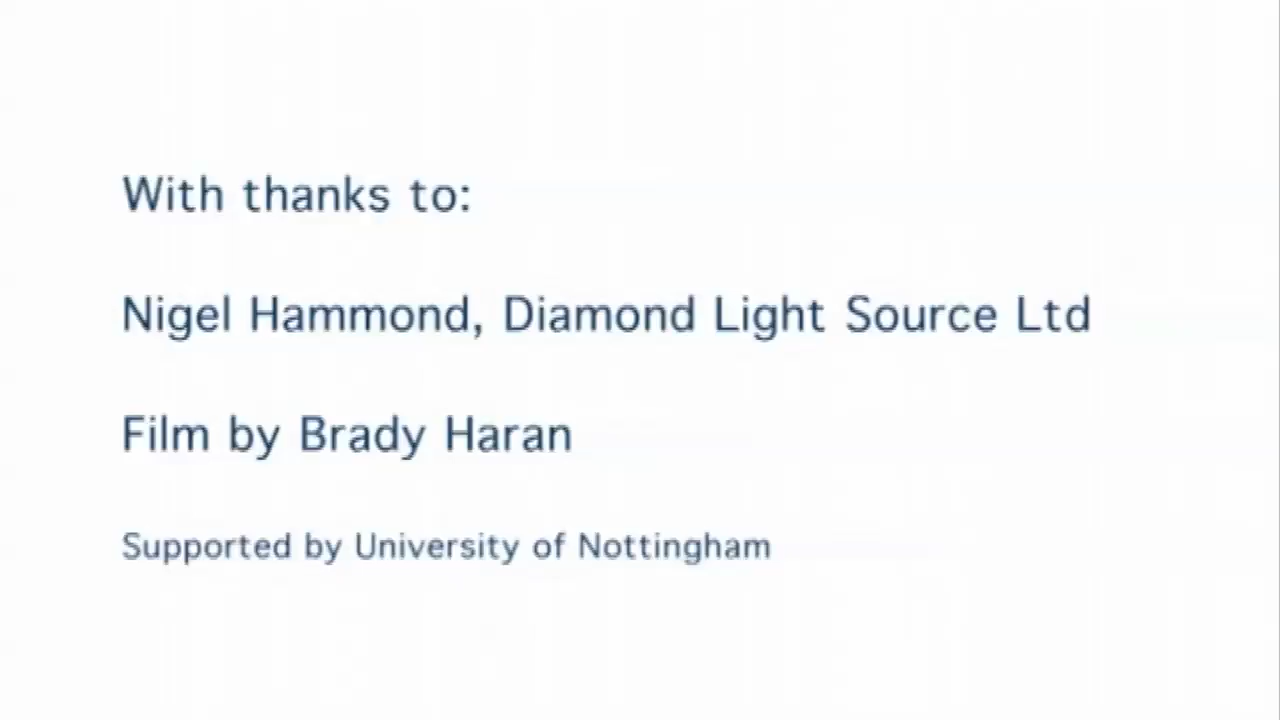 With thanks to:
Nigel Hammond, Diamond Light Source Ltd
Film by Brady Haran
Supported by University of Nottingham